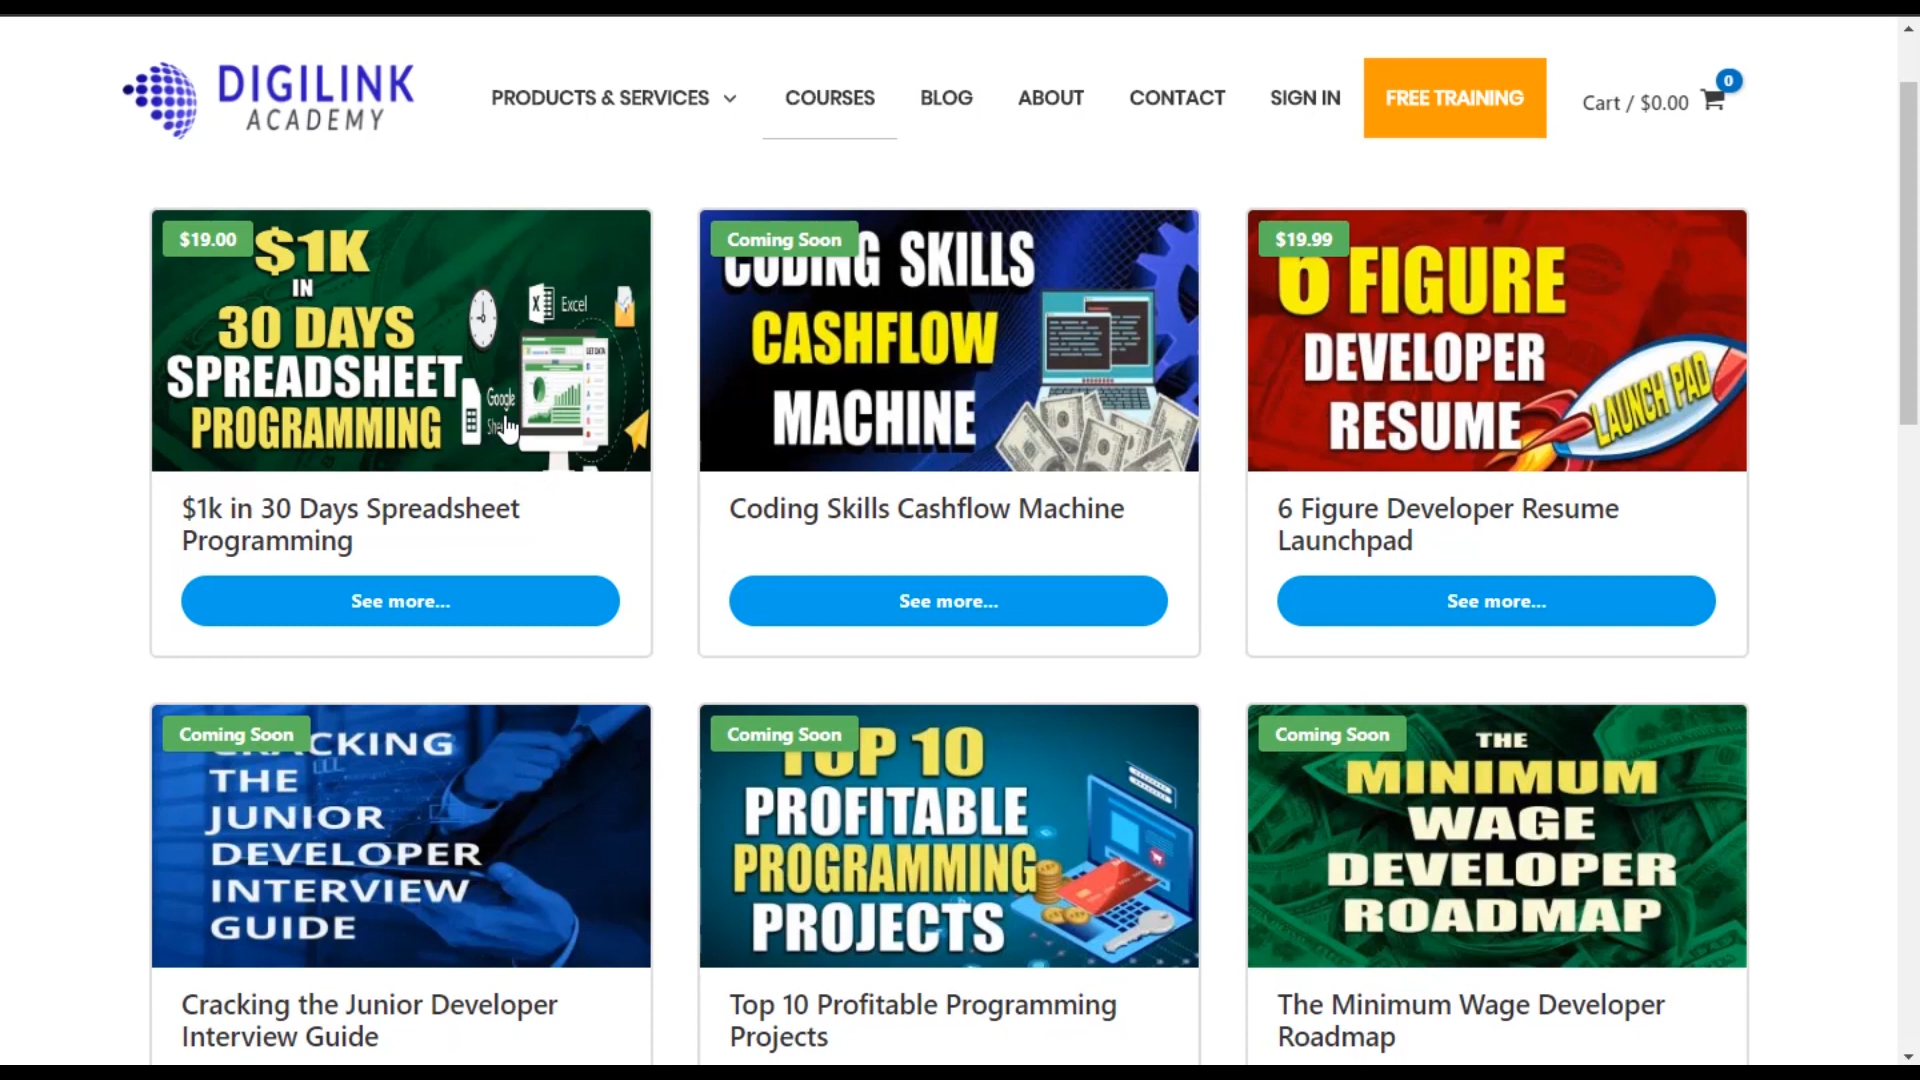 DIGILINK
ACADEMY
PRODUCTS & SERVICES
COURSES
BLOG
ABOUT
CONTACT
SIGN IN
FREE TRAINING
Cart / $0.00
0
$19.00
$1K
IN
30 DAYS
SPREADSHEET
PROGRAMMING
Excel
GET DATA
Google
$1k in 30 Days Spreadsheet
Programming
See more...
Coming Soon
CODING SKILLS
CASHFLOW
MACHINE
Coding Skills Cashflow Machine
See more...
$19.99
6 FIGURE
DEVELOPER
RESUME
LAUNCH PAD
6 Figure Developer Resume
Launchpad
See more...
Coming Soon
CRACKING
THE
JUNIOR
DEVELOPER
INTERVIEW
GUIDE
Cracking the Junior Developer
Interview Guide
Coming Soon
TOP 10
PROFITABLE
PROGRAMMING
PROJECTS
Top 10 Profitable Programming
Projects
Coming Soon
THE
MINIMUM
WAGE
DEVELOPER
ROADMAP
The Minimum Wage Developer
Roadmap